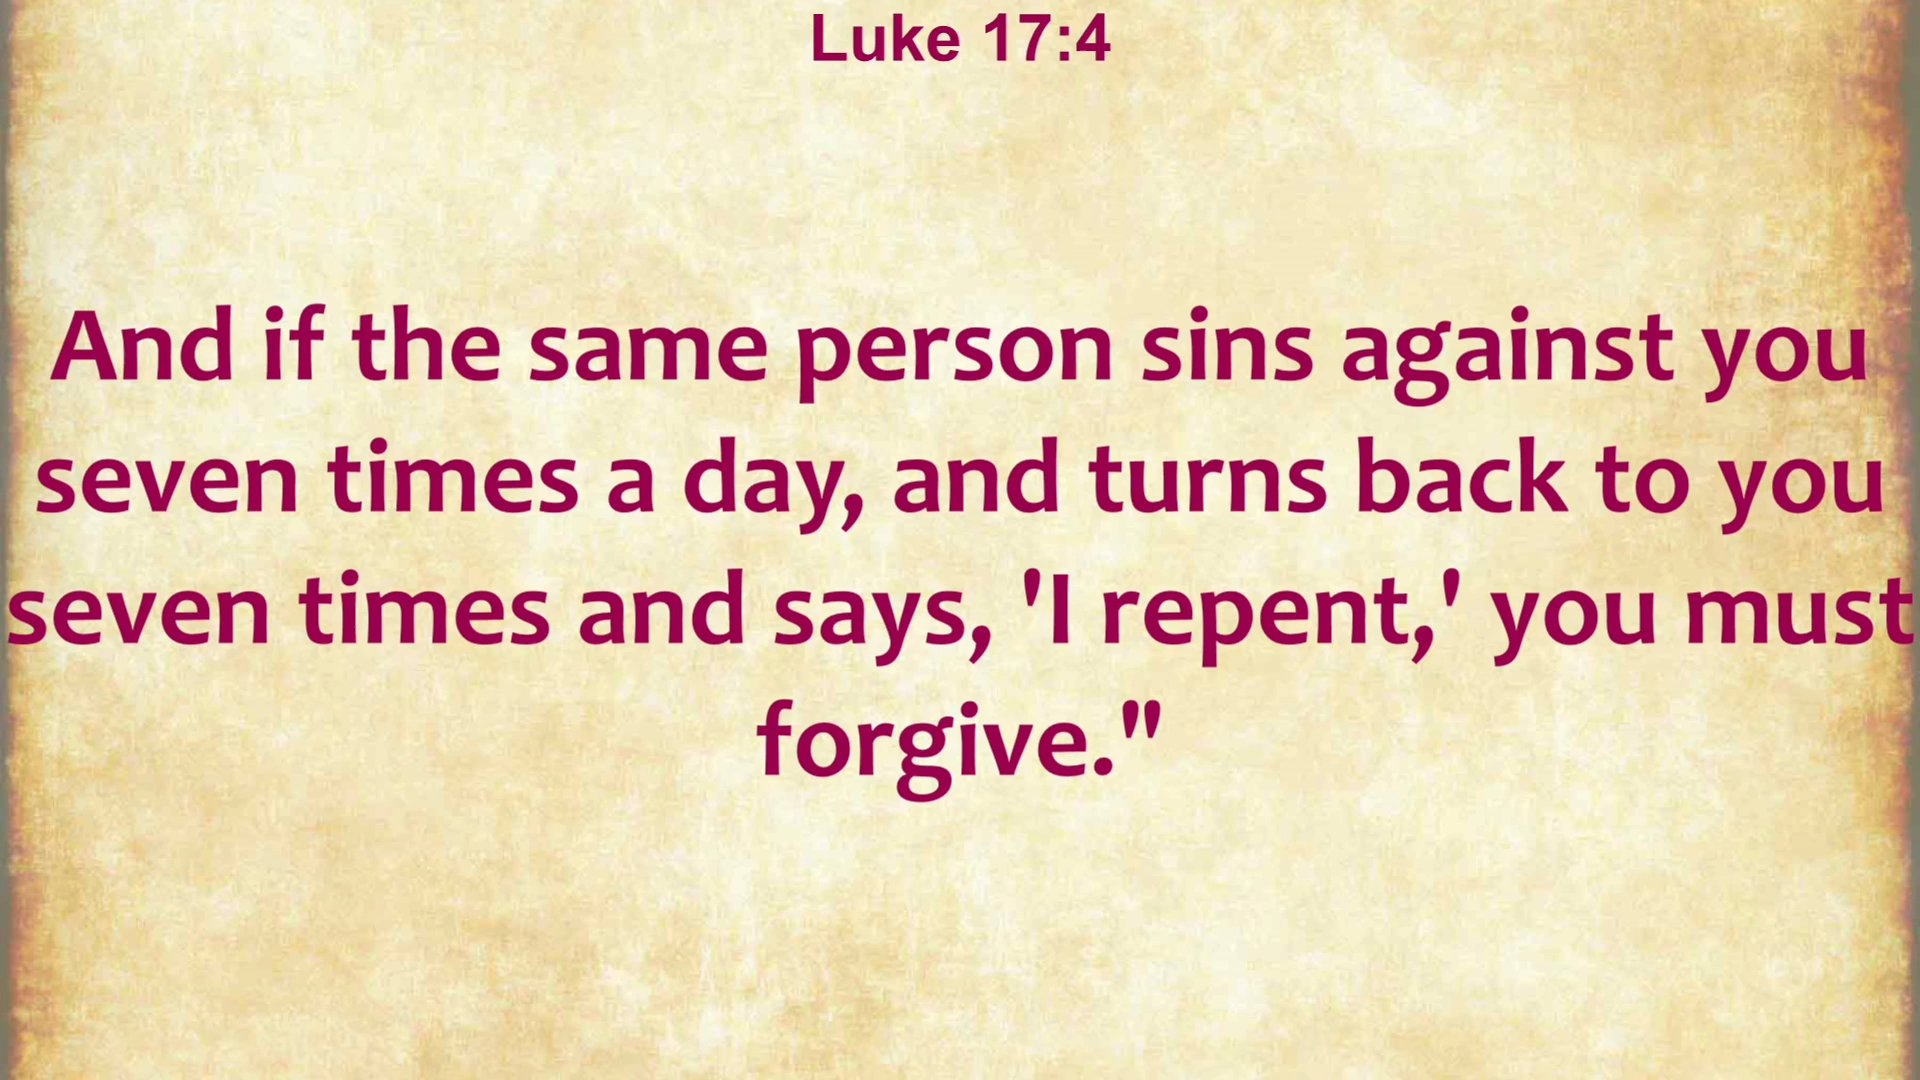 Luke 17:4
And if the same person sins against you
seven times a day, and turns back to you
seven times and says, 'I repent,' you must
forgive."